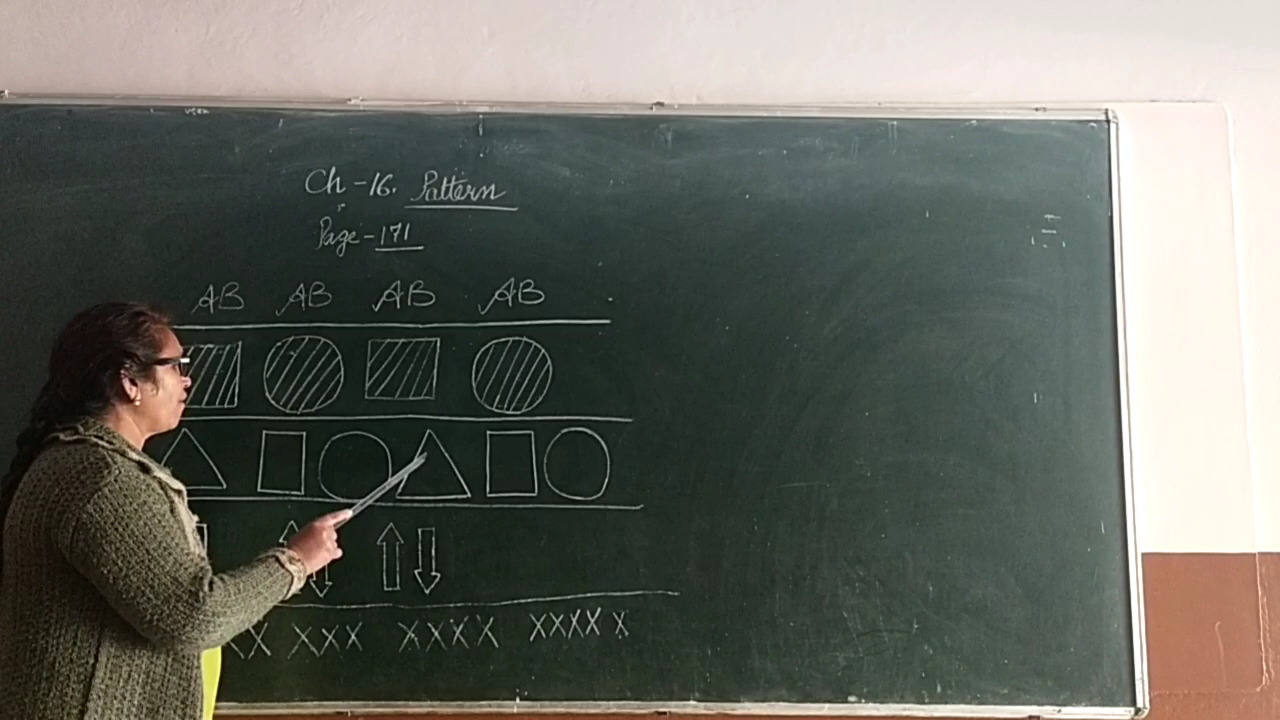 Ch-16. Pattern
Page-171
AB AB AB AB
XX XXX XXXX XXXXX